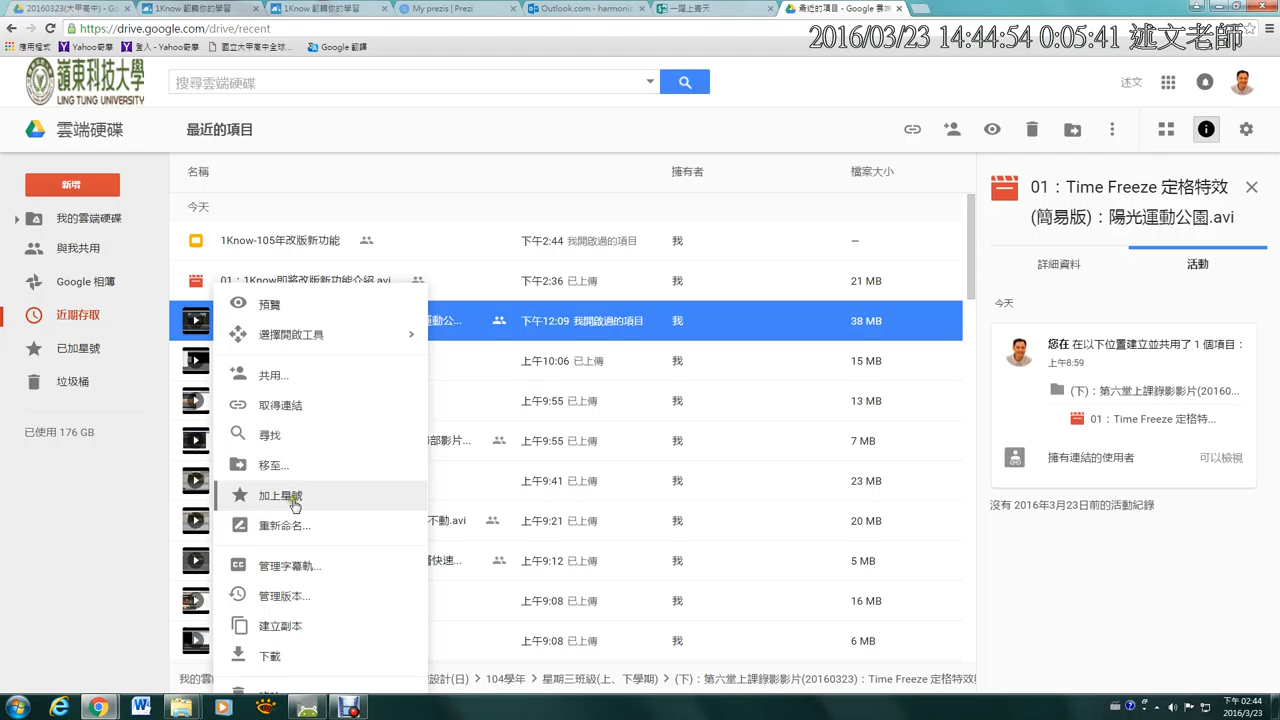 20160323(大甲高中)
1Know 翻轉你的學習
1Know 翻轉你的學習
My prezi | Prezi
Outlook.com - harmonic
一躍上青天
最近的項目 - Google 雲端
https://drive.google.com/drive/recent
應用程式
Yahoo奇摩
登入 - Yahoo奇摩
國立大甲高中全球...
Google 翻譯
2016/03/23 14:44:54 0:05:41 述文老師
嶺東科技大學
LING TUNG UNIVERSITY
搜尋雲端硬碟
述文
雲端硬碟
最近的項目
新增
我的雲端硬碟
與我共用
Google 相簿
近期存取
已加星號
垃圾桶
已使用 176 GB
名稱
擁有者
檔案大小
今天
1Know-105年改版新功能
下午2:44 我開啟過的項目
我
—
01：1Know即將改版新功能介紹.avi
下午2:36 已上傳
我
21 MB
運動公...
下午12:09 我開啟過的項目
我
38 MB
上午10:06 已上傳
我
15 MB
上午9:55 已上傳
我
13 MB
部影片...
上午9:55 已上傳
我
7 MB
上午9:41 已上傳
我
23 MB
不動.avi
上午9:21 已上傳
我
20 MB
快速...
上午9:12 已上傳
我
5 MB
上午9:08 已上傳
我
16 MB
上午9:08 已上傳
我
6 MB
預覽
選擇開啟工具
共用...
取得連結
尋找
移至...
加上星號
重新命名...
管理字幕軌...
管理版本...
建立副本
下載
我的雲
設計(日) > 104學年 > 星期三班級(上、下學期) > (下)：第六堂上課錄影影片(20160323)：Time Freeze 定格特效
01：Time Freeze 定格特效
(簡易版)：陽光運動公園.avi
詳細資料
活動
今天
您在 在以下位置建立並共用了 1 個項目：
上午8:59
(下)：第六堂上課錄影影片(20160...
01：Time Freeze 定格特...
擁有連結的使用者
可以檢視
沒有 2016年3月23日前的活動紀錄
下午 02:44
2016/3/23